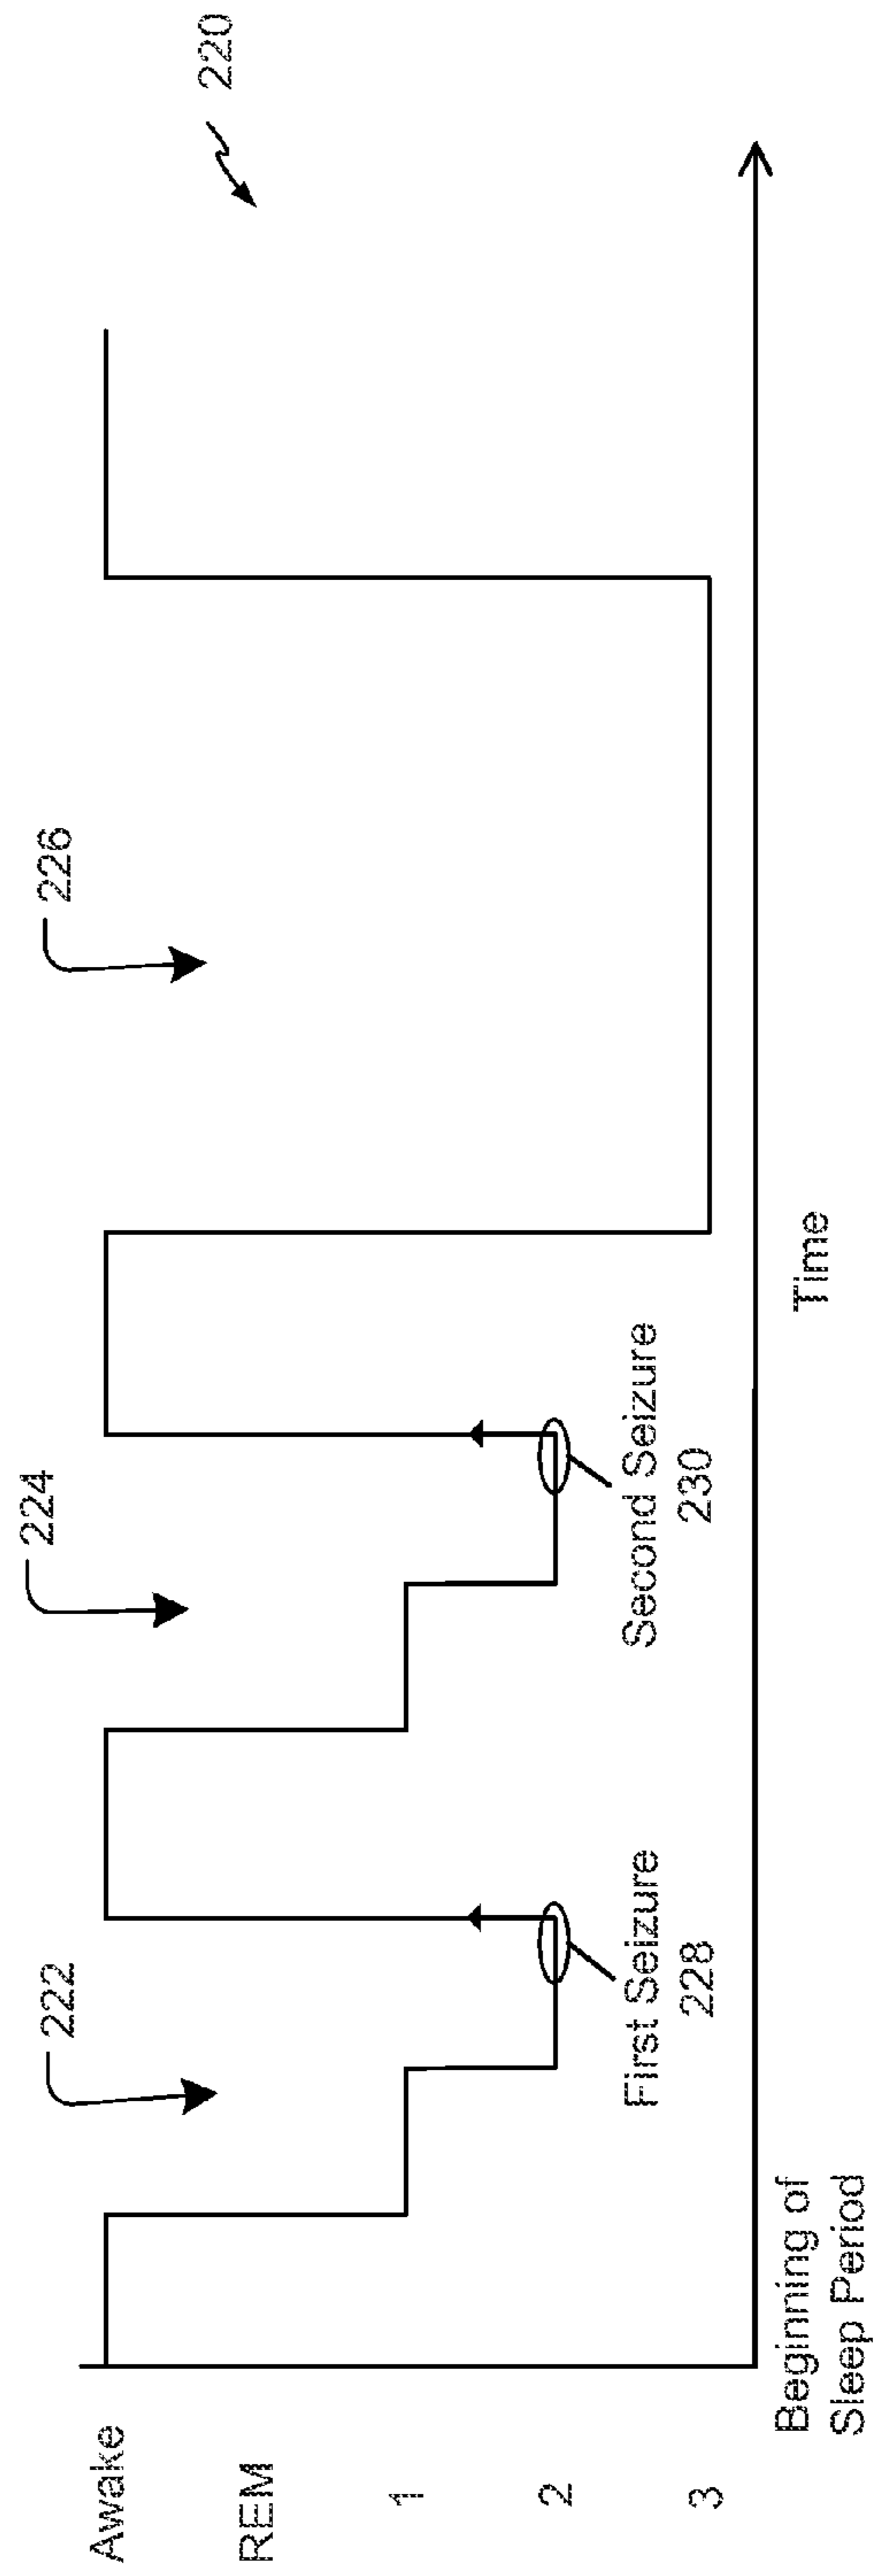 220
226
224
222
Awake
REM
1
2
3
First Seizure
228
Second Seizure
230
Beginning of
Sleep Period
Time